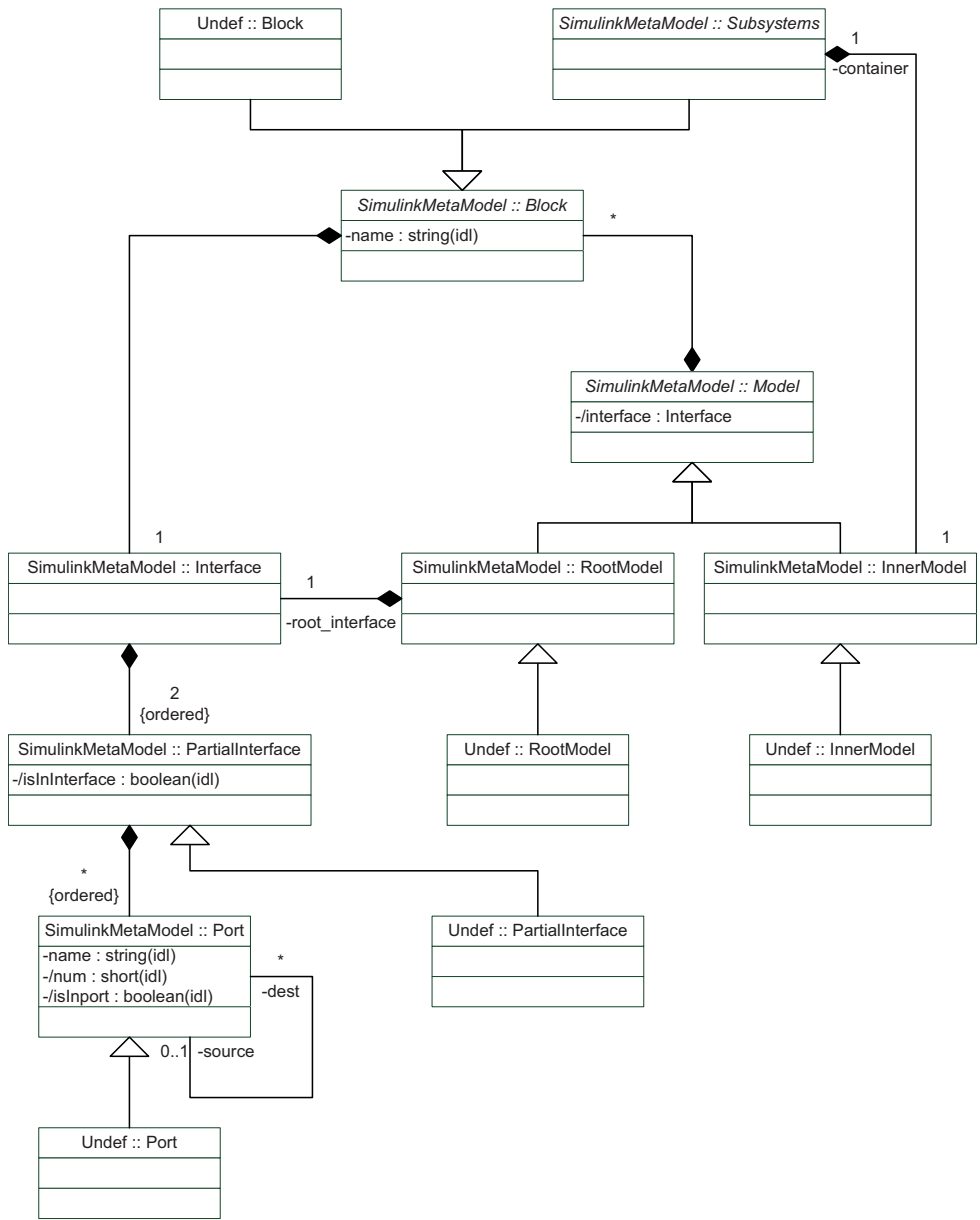 Undef :: Block
SimulinkMetaModel :: Subsystems
1
-container
SimulinkMetaModel :: Block
-name : string(idl)
*
SimulinkMetaModel :: Model
-/interface : Interface
1
1
SimulinkMetaModel :: Interface
SimulinkMetaModel :: RootModel
SimulinkMetaModel :: InnerModel
1
-root_interface
2
{ordered}
SimulinkMetaModel :: PartialInterface
-/isInInterface : boolean(idl)
Undef :: RootModel
Undef :: InnerModel
*
{ordered}
SimulinkMetaModel :: Port
-name : string(idl)
-/num : short(idl)
-/isInport : boolean(idl)
*
-dest
Undef :: PartialInterface
0..1
-source
Undef :: Port